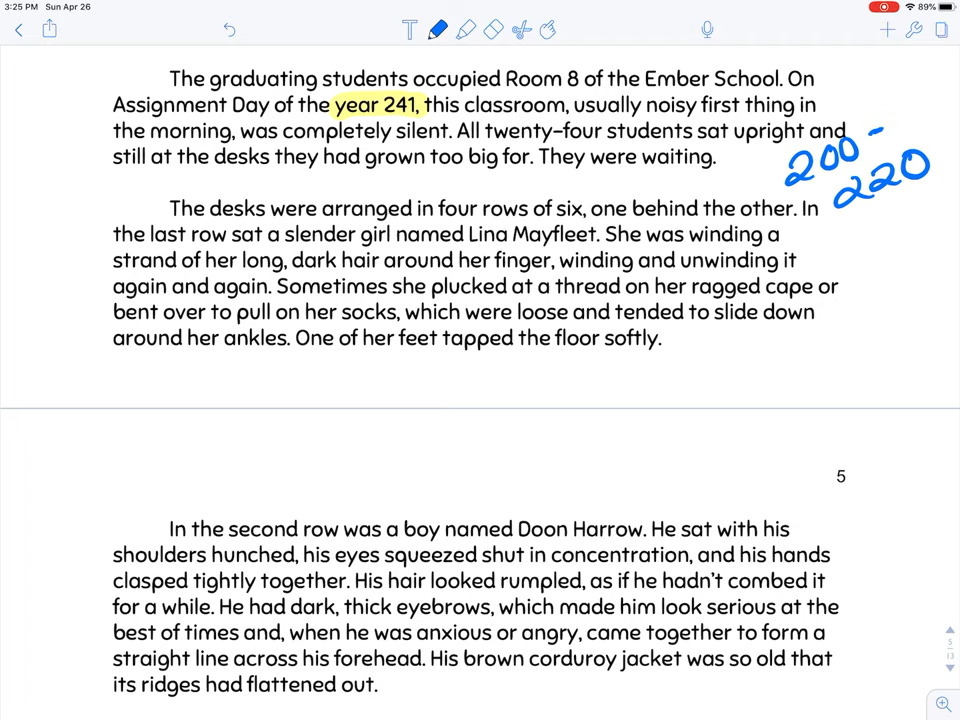 3:25 PM Sun Apr 26
89%
The graduating students occupied Room 8 of the Ember School. On
Assignment Day of the year 241, this classroom, usually noisy first thing in
the morning, was completely silent. All twenty-four students sat upright and
still at the desks they had grown too big for. They were waiting.
200-
220
The desks were arranged in four rows of six, one behind the other. In
the last row sat a slender girl named Lina Mayfleet. She was winding a
strand of her long, dark hair around her finger, winding and unwinding it
again and again. Sometimes she plucked at a thread on her ragged cape or
bent over to pull on her socks, which were loose and tended to slide down
around her ankles. One of her feet tapped the floor softly.
5
In the second row was a boy named Doon Harrow. He sat with his
shoulders hunched, his eyes squeezed shut in concentration, and his hands
clasped tightly together. His hair looked rumpled, as if he hadn't combed it
for a while. He had dark, thick eyebrows, which made him look serious at the
best of times and, when he was anxious or angry, came together to form a
straight line across his forehead. His brown corduroy jacket was so old that
its ridges had flattened out.
5
13